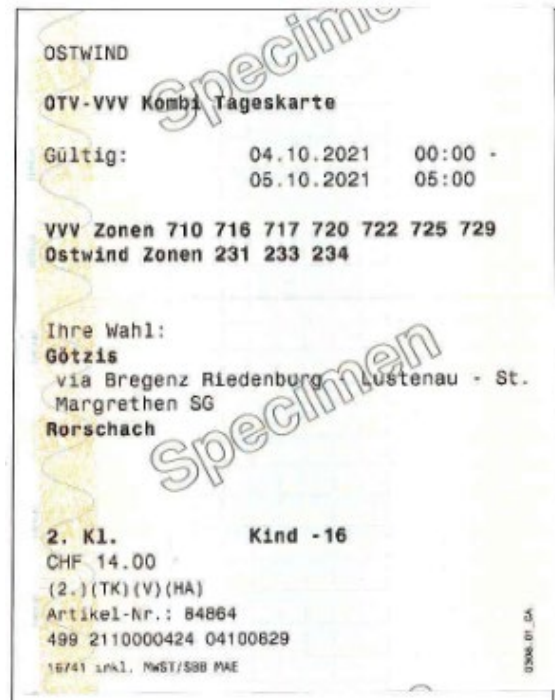 Specimen
OSTWIND
OTV-VVV Kombi Tageskarte
Gültig: 04.10.2021 00:00 -
05.10.2021 05:00
VVV Zonen 710 716 717 720 722 725 729
Ostwind Zonen 231 233 234
Ihre Wahl:
Götzis
via Bregenz Riedenburg - Lustenau - St.
Margrethen SG
Rorschach
Specimen
2. Kl. Kind -16
CHF 14.00
(2.)(TK)(V)(HA)
Artikel-Nr.: 84864
499 2110000424 04100829
16741 inkl. MWST/SBB MAE
0308.01_CA